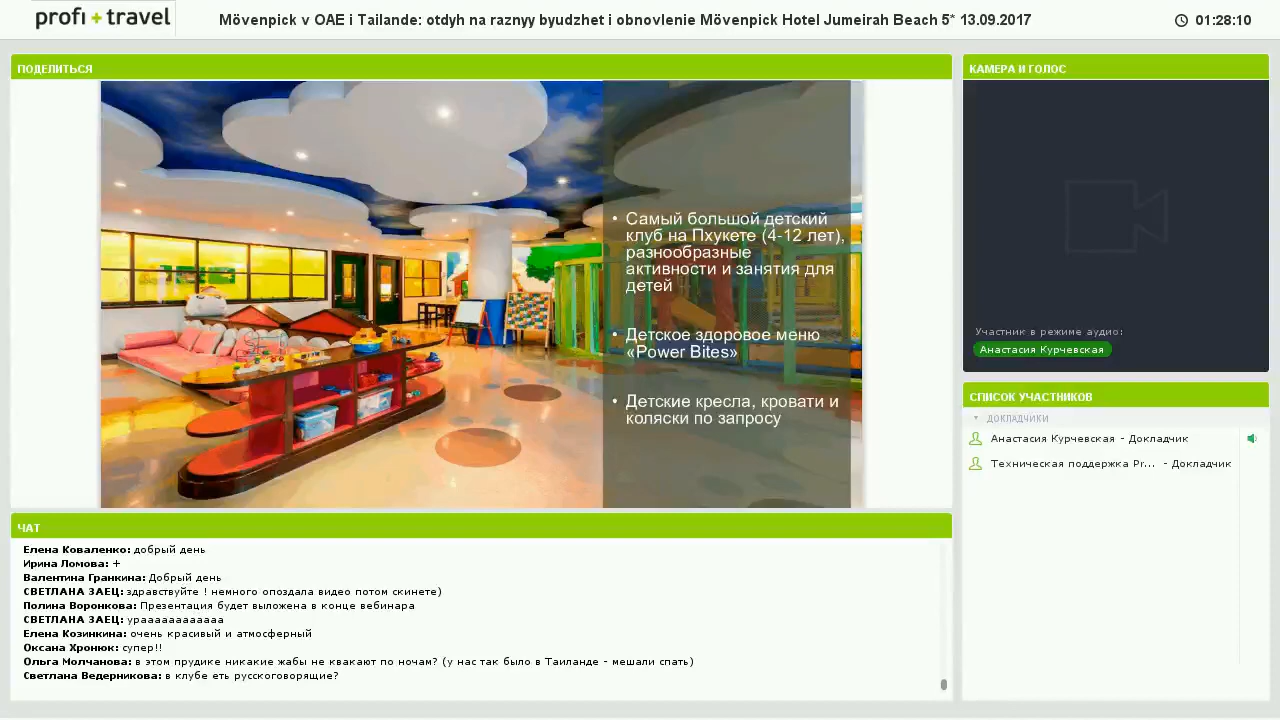 profi + travel
Mövenpick v OAE i Tailande: otdyh na raznyy byudzhet i obnovlenie Mövenpick Hotel Jumeirah Beach 5* 13.09.2017
01:28:10
ПОДЕЛИТЬСЯ
• Самый большой детский
клуб на Пхукете (4-12 лет),
разнообразные
активности и занятия для
детей
• Детское здоровое меню
«Power Bites»
• Детские кресла, кровати и
коляски по запросу
КАМЕРА И ГОЛОС
Участник в режиме аудио:
Анастасия Курчевская
СПИСОК УЧАСТНИКОВ
ДОКЛАДЧИКИ
Анастасия Курчевская - Докладчик
Техническая поддержка Pr... - Докладчик
ЧАТ
Елена Коваленко: добрый день
Ирина Ломова: +
Валентина Гранкина: Добрый день
СВЕТЛАНА ЗАЕЦ: здравствуйте ! немного опоздала видео потом скинете)
Полина Воронкова: Презентация будет выложена в конце вебинара
СВЕТЛАНА ЗАЕЦ: урааааааааааа
Елена Козинкина: очень красивый и атмосферный
Оксана Хронюк: супер!!
Ольга Молчанова: в этом прудике никакие жабы не квакают по ночам? (у нас так было в Таиланде - мешали спать)
Светлана Ведерникова: в клубе еть русскоговорящие?